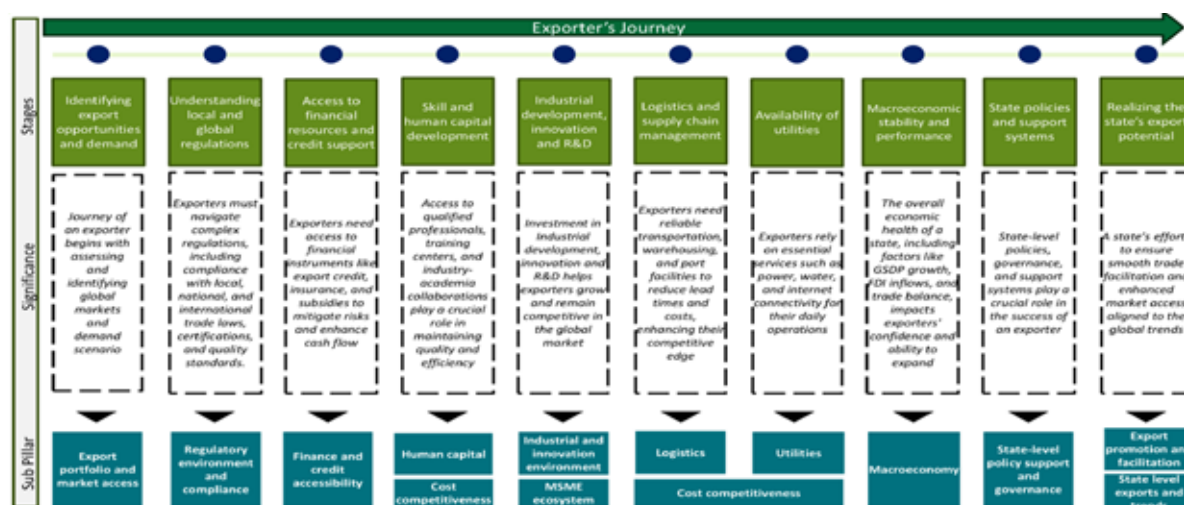 Exporter's Journey
Stages
Identifying
export
opportunities
and demand
Understanding
local and
global
regulations
Access to
financial
resources and
credit support
Skill and
human capital
development
Industrial
development,
innovation
and R&D
Logistics and
supply chain
management
Availability of
utilities
Macroeconomic
stability and
performance
State policies
and support
systems
Realizing the
state's export
potential
Significance
Journey of
an exporter
begins with
assessing and
identifying
global
markets
and
demand
scenario
Exporters must
navigate
complex
regulations,
including
compliance
with local,
national, and
international
trade laws,
certifications,
and quality
standards.
Exporters need
access to
financial
instruments like
export credit,
insurance, and
subsidies to
mitigate risks
and enhance
cash flow
Access to
qualified
professionals,
training
centers, and
industry-
academia
collaborations
play a crucial
role in
maintaining
quality and
efficiency
Investment in
Industrial
development,
innovation and
R&D helps
exporters grow
and remain
competitive in
the global
market
Exporters need
reliable
transportation,
warehousing,
and port
facilities to
reduce lead
times and
costs,
enhancing their
competitive
edge
Exporters rely
on essential
services such as
power, water,
and internet
connectivity for
their daily
operations
The overall
economic
health of a
state, including
factors like
GSDP growth,
FDI inflows, and
trade balance,
impacts
exporters'
confidence and
ability to
expand
State-level
policies,
governance,
and support
systems play a
crucial role in
the success of
an exporter
A state's effort
to ensure
smooth trade
facilitation and
enhanced
market access
aligned to the
global trends
Sub Pillar
Export
portfolio and
market access
Regulatory
environment
and
compliance
Finance and
credit
accessibility
Human capital
Cost
competitiveness
Industrial and
innovation
environment
MSME
ecosystem
Logistics
Utilities
Cost competitiveness
Macroeconomy
State-level
policy support
and
governance
Export
promotion and
facilitation
State level
exports and
trends